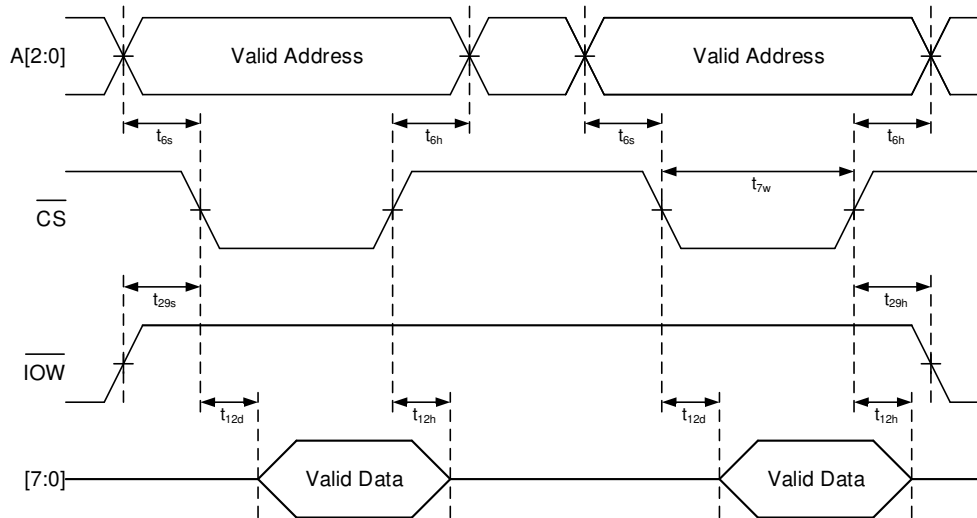 A[2:0] Valid Address Valid Address
t6s t6h t6s t6h
CS t7w
t29s t29h
IOW
t12d t12h t12d t12h
[7:0] Valid Data Valid Data